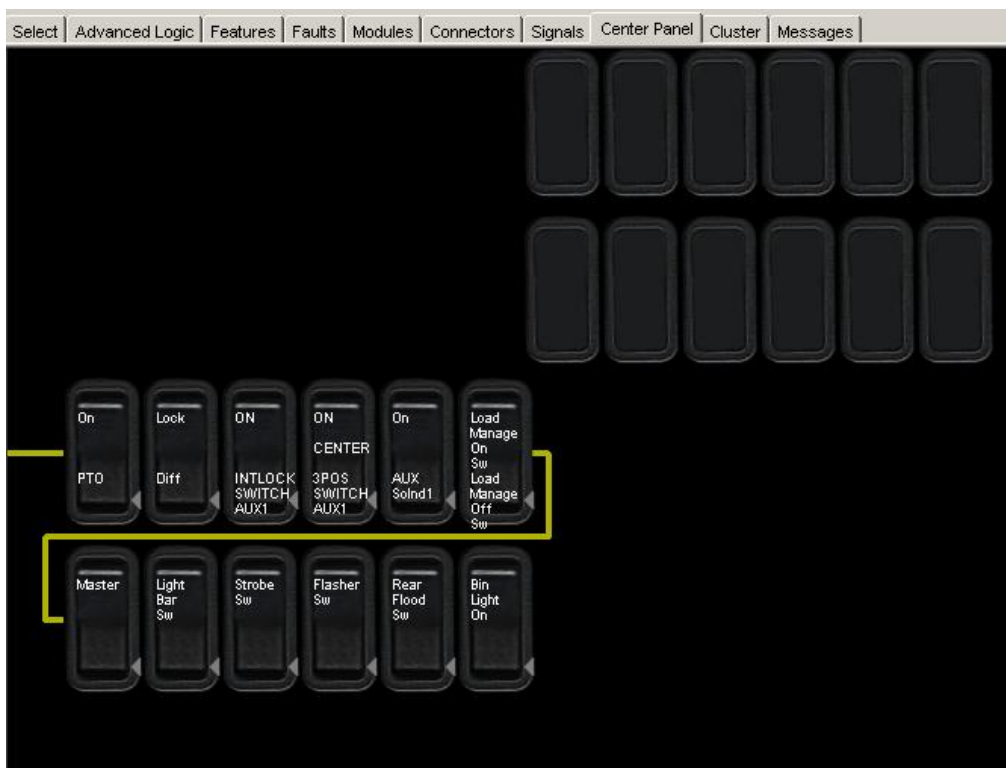 Select Advanced Logic Features Faults Modules Connectors Signals Center Panel Cluster Messages
On
PTO
Lock
Diff
ON
INTLOCK
SWITCH
AUX1
ON
CENTER
3POS
SWITCH
AUX1
On
AUX
Solnd1
Load
Manage
On
Sw
Load
Manage
Off
Sw
Master
Light
Bar
Sw
Strobe
Sw
Flasher
Sw
Rear
Flood
Sw
Bin
Light
On